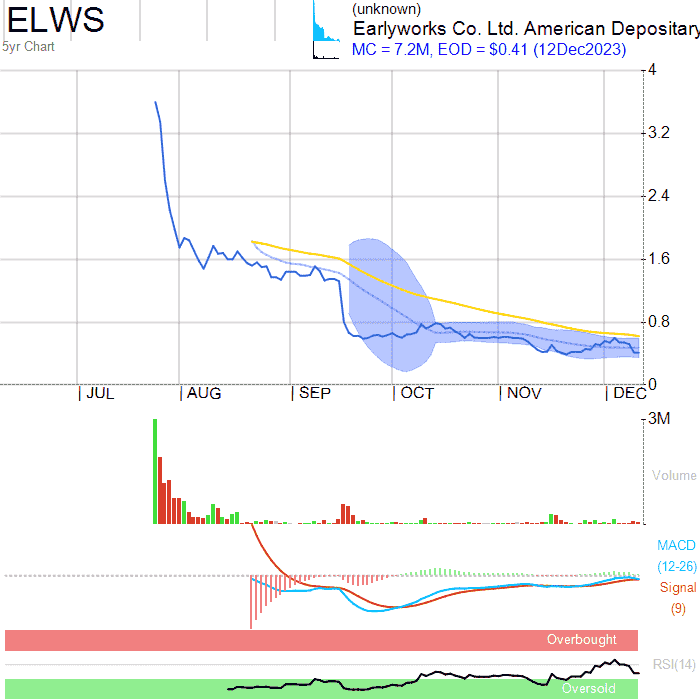 ELWS
(unknown)
Earlyworks Co. Ltd. American Depositary
5yr Chart
MC = 7.2M, EOD = $0.41 (12Dec2023)
4
3.2
2.4
1.6
0.8
0
JUL AUG SEP OCT NOV DEC
3M
Volume
MACD
(12-26)
Signal
(9)
Overbought
RSI(14)
Oversold